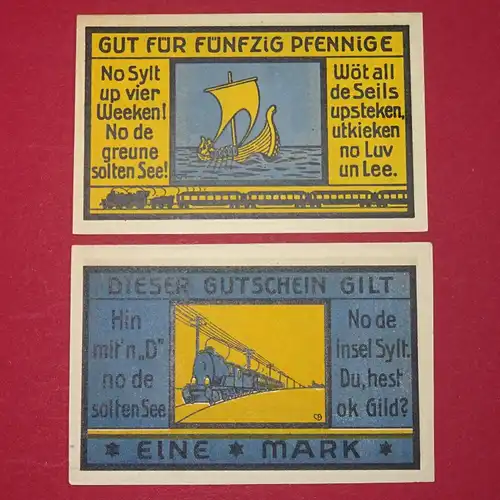 GUT FÜR FÜNFZIG PFENNIGE
No Sylt
up vier
Weeken!
No de
greune
solten See!
Wöt all
de Seils
upsteken,
utkieken
no Luv
un Lee.
DIESER GUTSCHEIN GILT
Hin
mit'n „D"
no de
solten See
No de
Insel Sylt.
Du, hest
ok Gild?
CB
EINE ✶ MARK